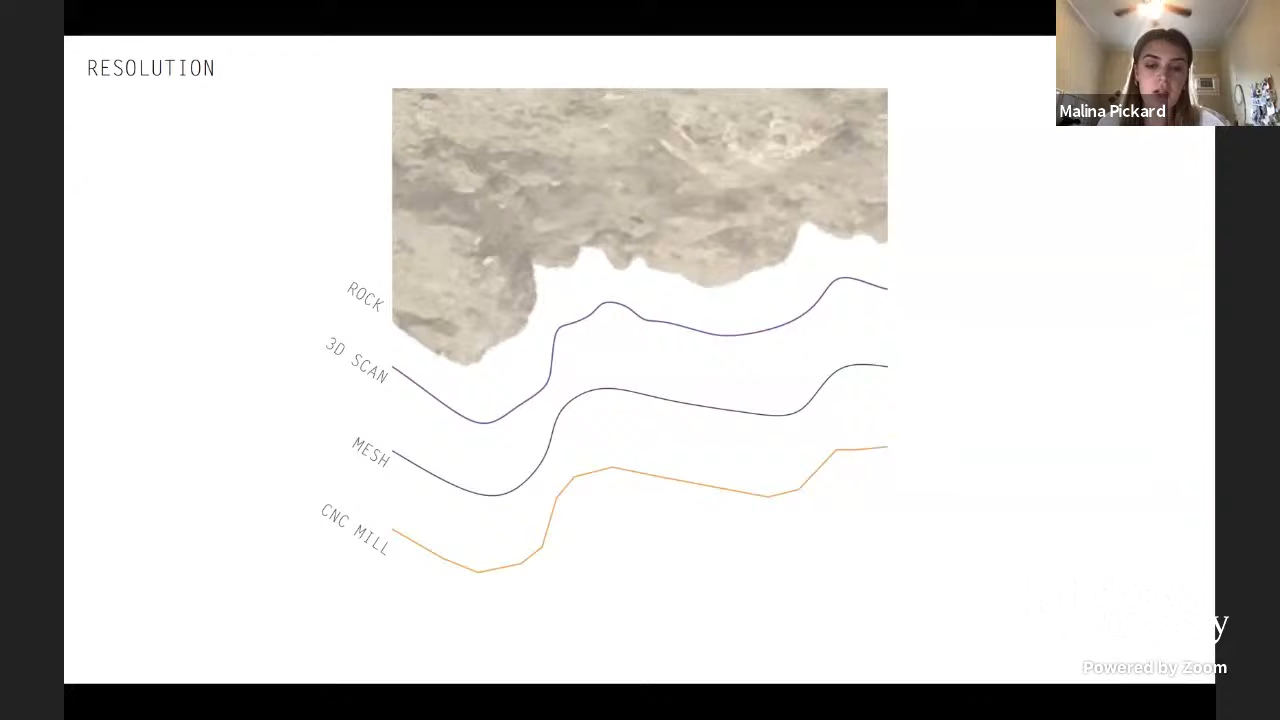 RESOLUTION
Malina Pickard
ROCK
3D SCAN
MESH
CNC MILL
Powered by Zoom